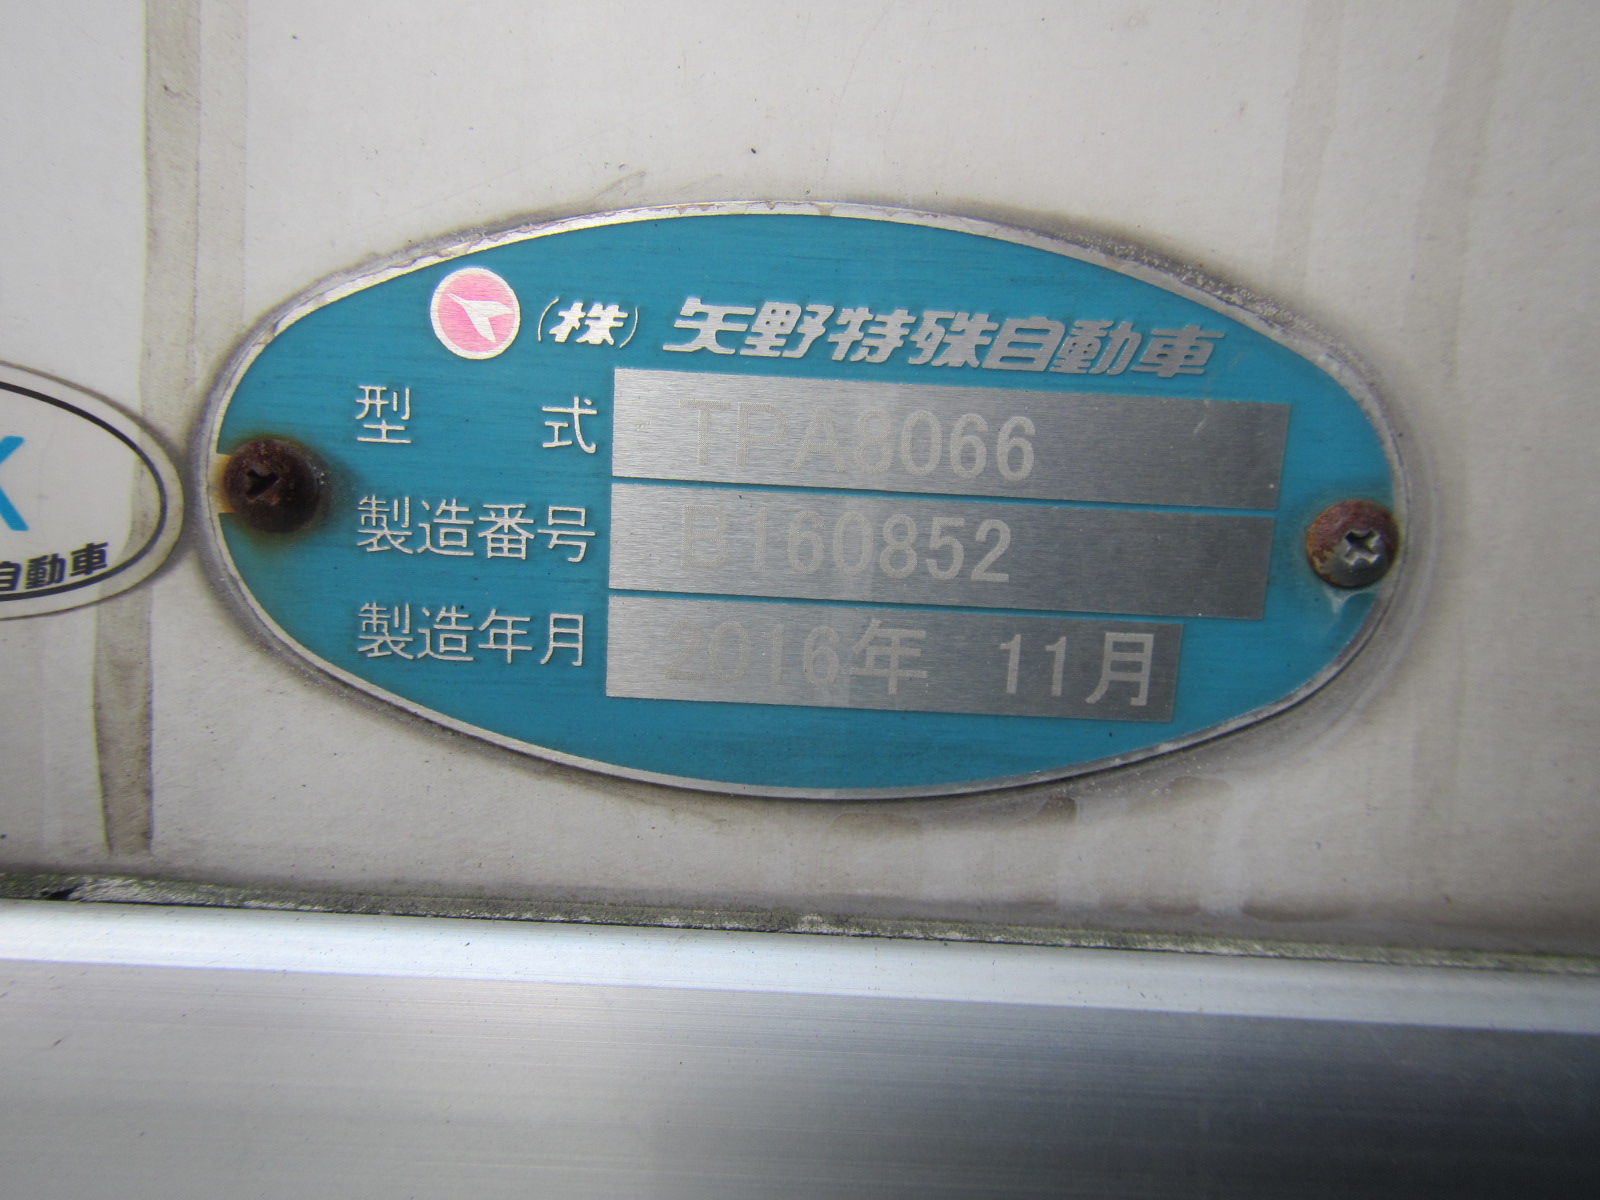 (株) 矢野特殊自動車
型 式 TPA8066
製造番号 B160852
製造年月 2016年 11月
X
自動車